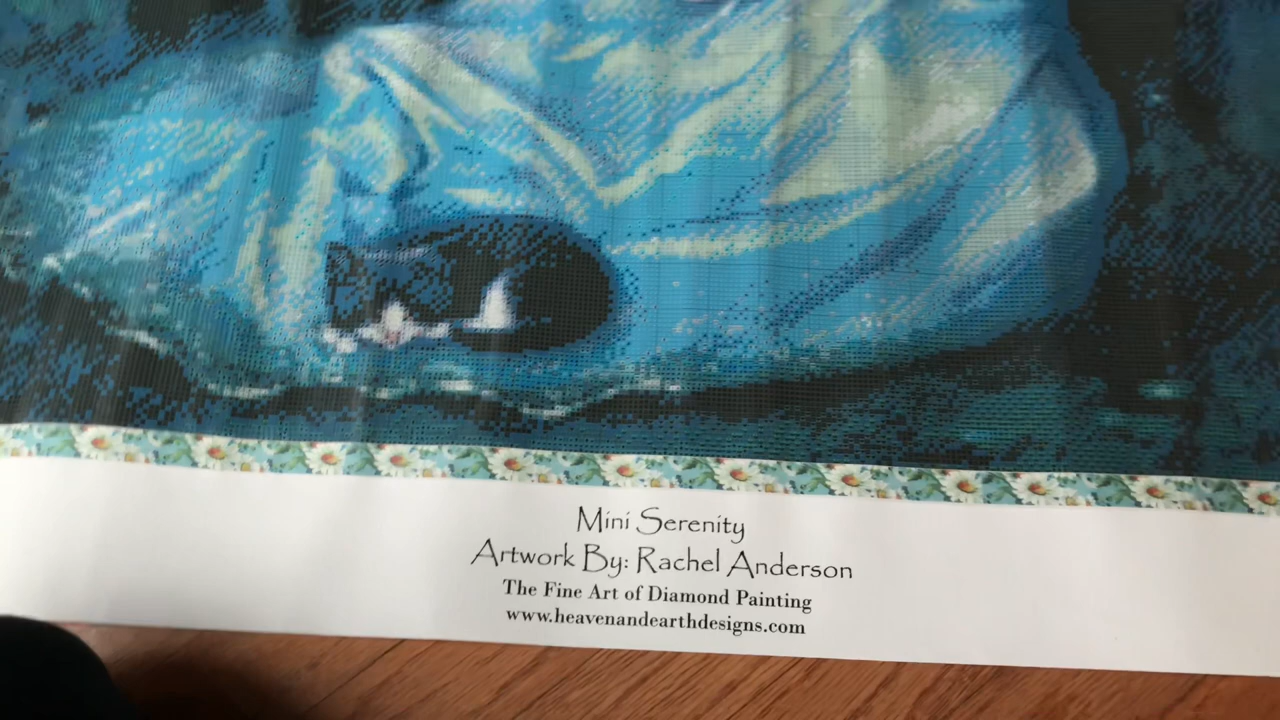 Mini Serenity
Artwork By: Rachel Anderson
The Fine Art of Diamond Painting
www.heavenandearthdesigns.com